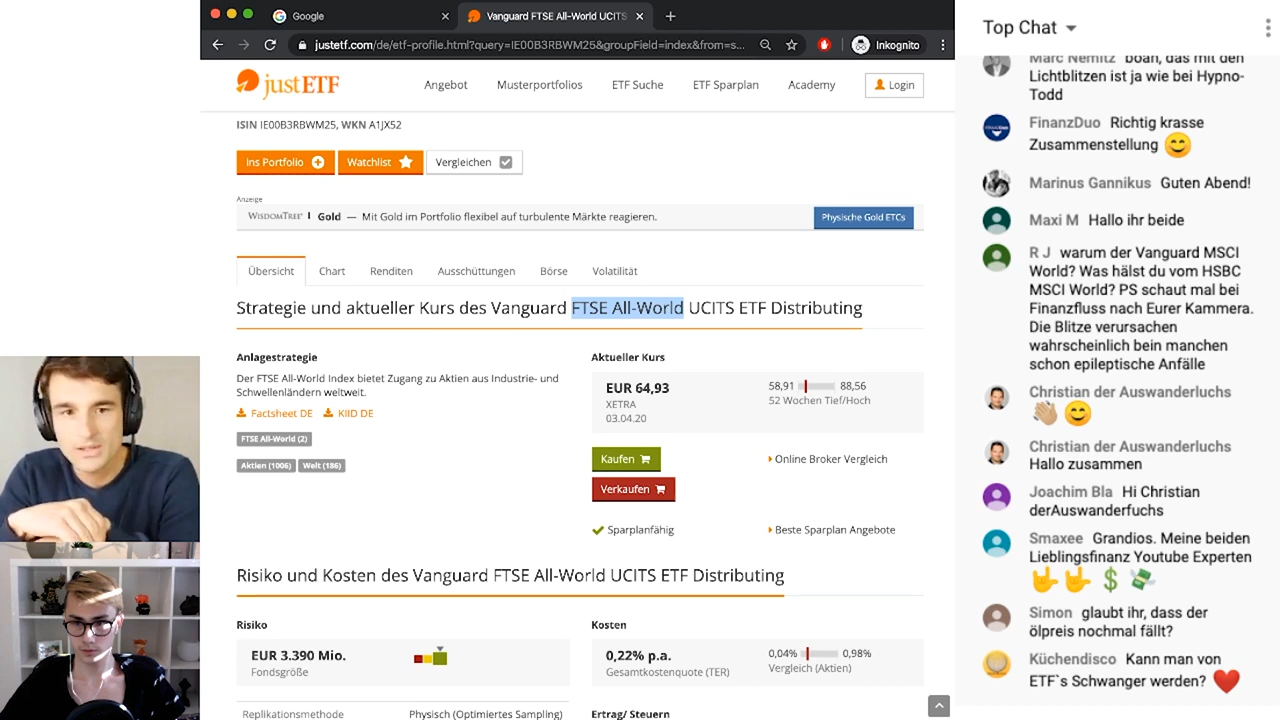 Google
Vanguard FTSE All-World UCITS
justetf.com/de/etf-profile.html?query=IE00B3RBWM25&groupField=index&from=s...
Inkognito
justETF
Angebot
Musterportfolios
ETF Suche
ETF Sparplan
Academy
Login
ISIN IE00B3RBWM25, WKN A1JX52
Ins Portfolio
Watchlist
Vergleichen
Anzeige
WISDOMTREE
Gold — Mit Gold im Portfolio flexibel auf turbulente Märkte reagieren.
Physische Gold ETCs
Übersicht
Chart
Renditen
Ausschüttungen
Börse
Volatilität
Strategie und aktueller Kurs des Vanguard FTSE All-World UCITS ETF Distributing
Anlagestrategie
Der FTSE All-World Index bietet Zugang zu Aktien aus Industrie- und
Schwellenländern weltweit.
Factsheet DE
KIID DE
FTSE All-World (2)
Aktien (1006)
Welt (186)
Aktueller Kurs
EUR 64,93
XETRA
03.04.20
58,91
88,56
52 Wochen Tief/Hoch
Kaufen
Online Broker Vergleich
Verkaufen
Sparplanfähig
Beste Sparplan Angebote
Risiko und Kosten des Vanguard FTSE All-World UCITS ETF Distributing
Risiko
EUR 3.390 Mio.
Fondsgröße
Kosten
0,22% p.a.
Gesamtkostenquote (TER)
0,04%
0,98%
Vergleich (Aktien)
Replikationsmethode
Physisch (Optimiertes Sampling)
Ertrag/ Steuern
Top Chat
Marc Nemitz boah, das mit den
Lichtblitzen ist ja wie bei Hypno-
Todd
FinanzDuo Richtig krasse
Zusammenstellung 😊
Marinus Gannikus Guten Abend!
Maxi M Hallo ihr beide
R J warum der Vanguard MSCI
World? Was hälst du vom HSBC
MSCI World? PS schaut mal bei
Finanzfluss nach Eurer Kammera.
Die Blitze verursachen
wahrscheinlich bein manchen
schon epileptische Anfälle
Christian der Auswanderluchs
👋🏼 😊
Christian der Auswanderluchs
Hallo zusammen
Joachim Bla Hi Christian
derAuswanderfuchs
Smaxee Grandios. Meine beiden
Lieblingsfinanz Youtube Experten
🤟 🤟 💲 💸
Simon glaubt ihr, dass der
ölpreis nochmal fällt?
Küchendisco Kann man von
ETF`s Schwanger werden? ❤️